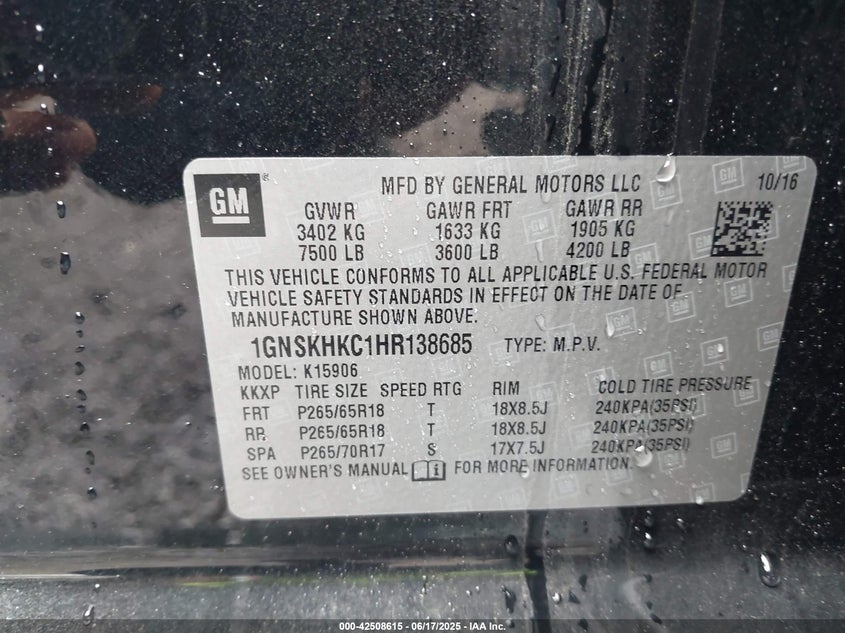 GM ®
MFD BY GENERAL MOTORS LLC 10/16
GVWR GAWR FRT GAWR RR
3402 KG 1633 KG 1905 KG
7500 LB 3600 LB 4200 LB
THIS VEHICLE CONFORMS TO ALL APPLICABLE U.S. FEDERAL MOTOR
VEHICLE SAFETY STANDARDS IN EFFECT ON THE DATE OF
MANUFACTURE SHOWN ABOVE.
1GNSKHKC1HR138685 TYPE: M.P.V.
MODEL: K15906
KKXP TIRE SIZE SPEED RTG RIM COLD TIRE PRESSURE
FRT P265/65R18 T 18X8.5J 240KPA(35PSI)
RR P265/65R18 T 18X8.5J 240KPA(35PSI)
SPA P265/70R17 S 17X7.5J 240KPA(35PSI)
SEE OWNER'S MANUAL i FOR MORE INFORMATION.
000-42508615 - 06/17/2025 - IAA Inc.